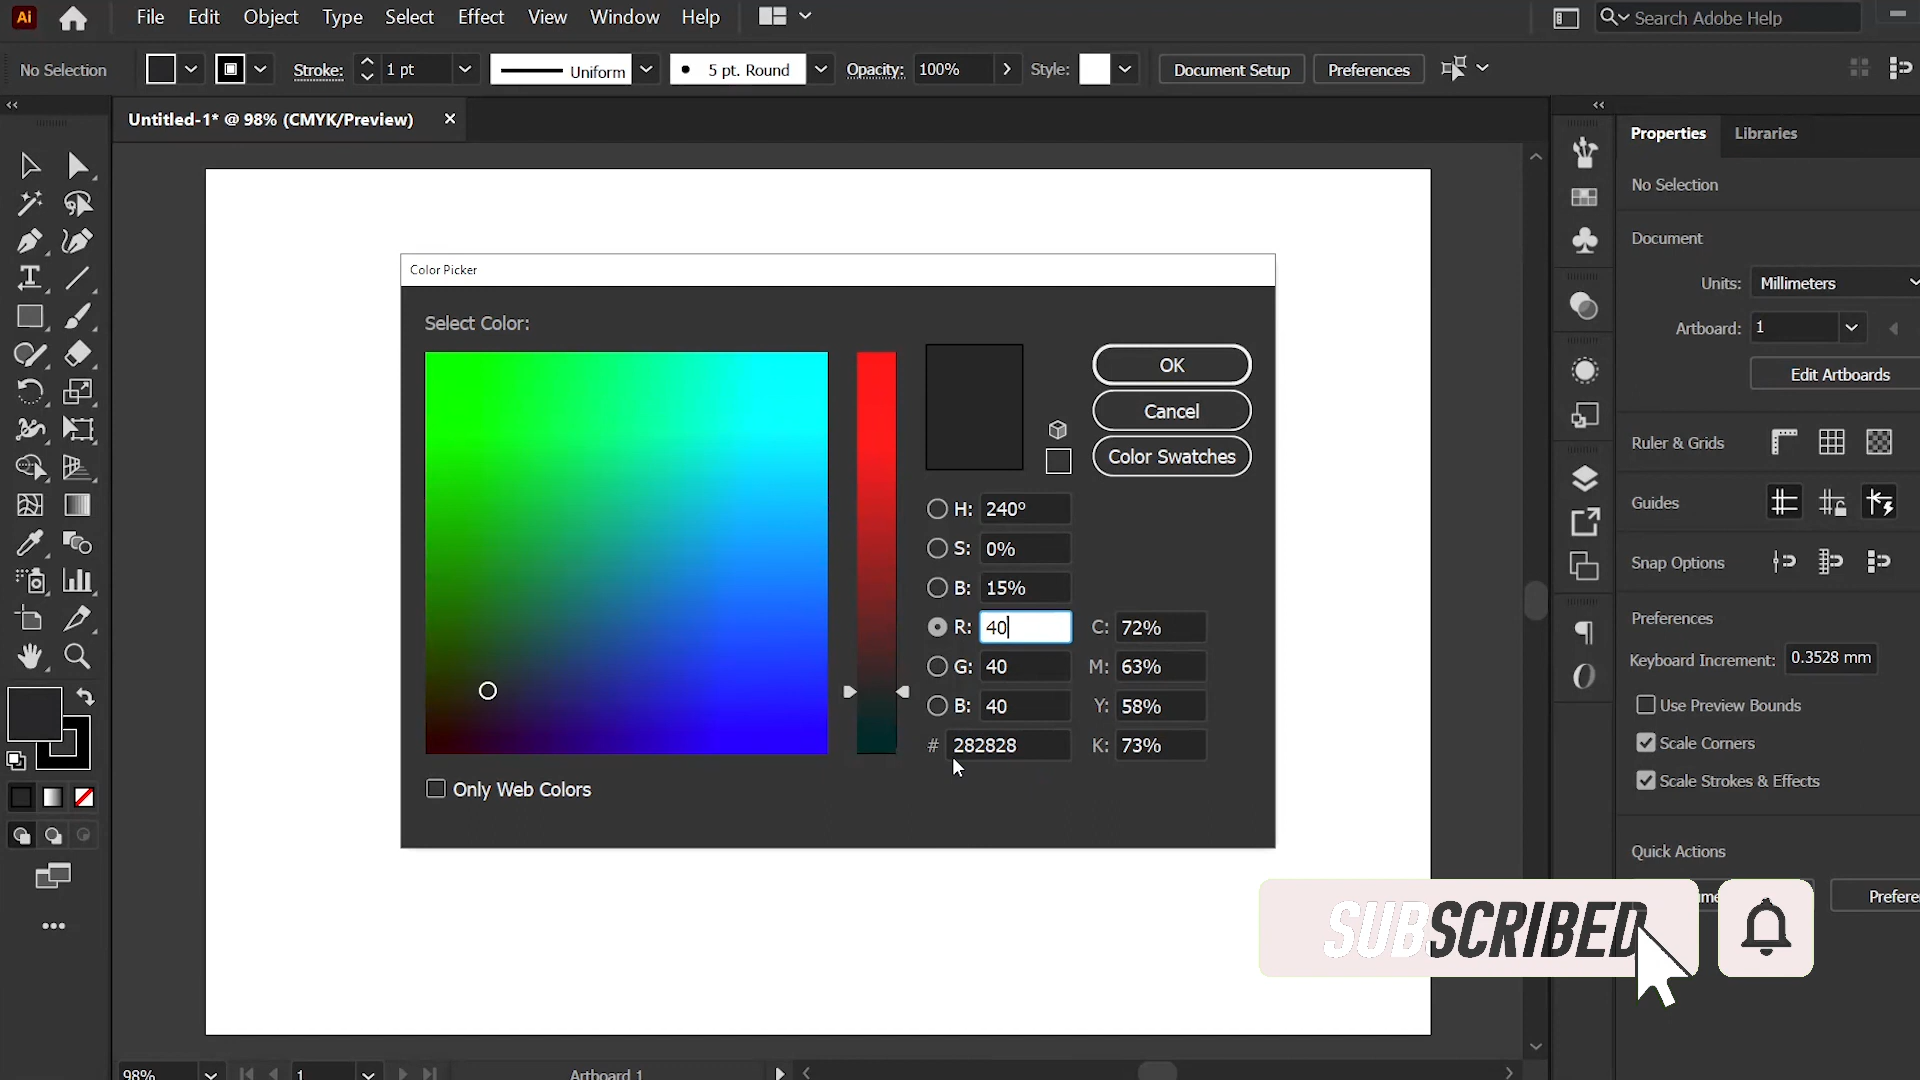 Ai File Edit Object Type Select Effect View Window Help Search Adobe Help
No Selection Stroke: 1 pt Uniform 5 pt. Round Opacity: 100% Style: Document Setup Preferences
Untitled-1* @ 98% (CMYK/Preview)
Properties Libraries
No Selection
Document
Units: Millimeters
Artboard: 1
Edit Artboards
Ruler & Grids
Guides
Snap Options
Preferences
Keyboard Increment: 0.3528 mm
Use Preview Bounds
Scale Corners
Scale Strokes & Effects
Quick Actions
Color Picker
Select Color:
OK
Cancel
Color Swatches
H: 240°
S: 0%
B: 15%
R: 40 C: 72%
G: 40 M: 63%
B: 40 Y: 58%
# 282828 K: 73%
Only Web Colors
SUBSCRIBED
98% 1 Artboard 1